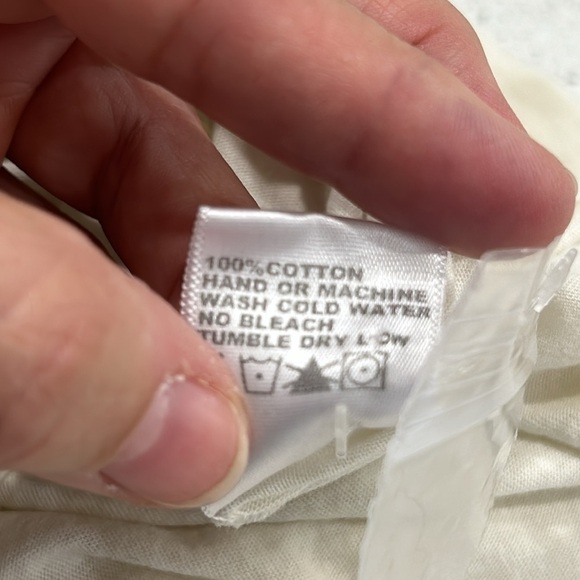 100%COTTON
HAND OR MACHINE
WASH COLD WATER
NO BLEACH
TUMBLE DRY LOW